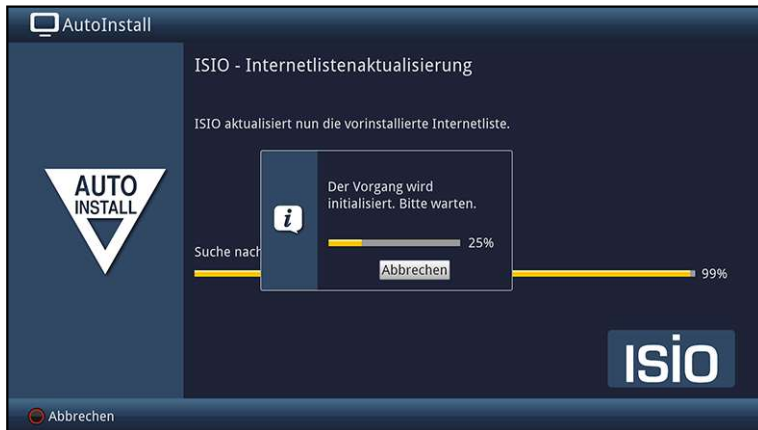 AutoInstall
ISIO - Internetlistenaktualisierung
ISIO aktualisiert nun die vorinstallierte Internetliste.
AUTO
INSTALL
i
Der Vorgang wird
initialisiert. Bitte warten.
25%
Abbrechen
Suche nach
99%
ISIO
Abbrechen